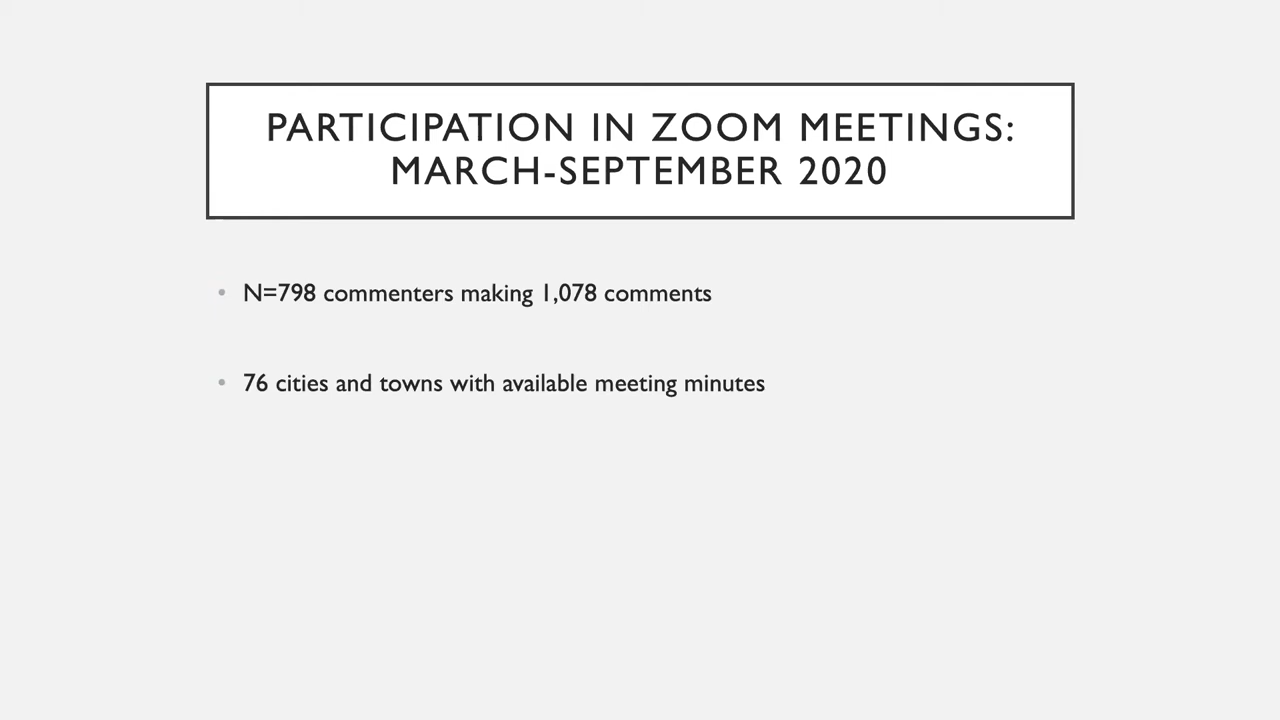 PARTICIPATION IN ZOOM MEETINGS:
MARCH-SEPTEMBER 2020
• N=798 commenters making 1,078 comments
• 76 cities and towns with available meeting minutes